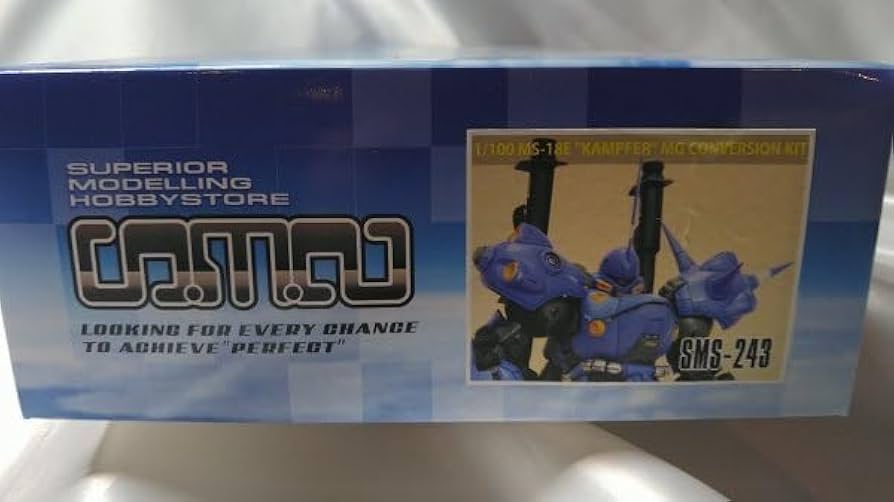 SUPERIOR
MODELLING
HOBBYSTORE
S.M.S.
LOOKING FOR EVERY CHANCE
TO ACHIEVE "PERFECT"
1/100 MS-18E "KAMPFER" MG CONVERSION KIT
SMS-243